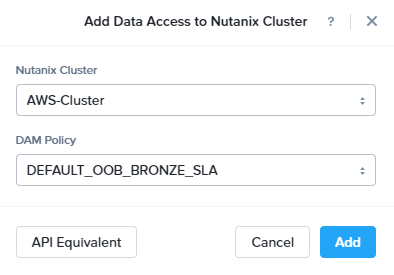 Add Data Access to Nutanix Cluster ? ×
Nutanix Cluster
AWS-Cluster
DAM Policy
DEFAULT_OOB_BRONZE_SLA
API Equivalent Cancel Add